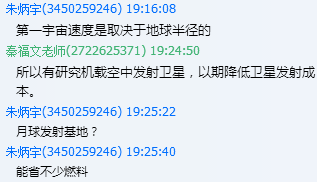 朱炳宇(3450259246) 19:16:08
第一宇宙速度是取决于地球半径的
秦福文老师(2722625371) 19:24:50
所以有研究机载空中发射卫星，以期降低卫星发射成
本。
朱炳宇(3450259246) 19:25:22
月球发射基地？
朱炳宇(3450259246) 19:25:40
能省不少燃料